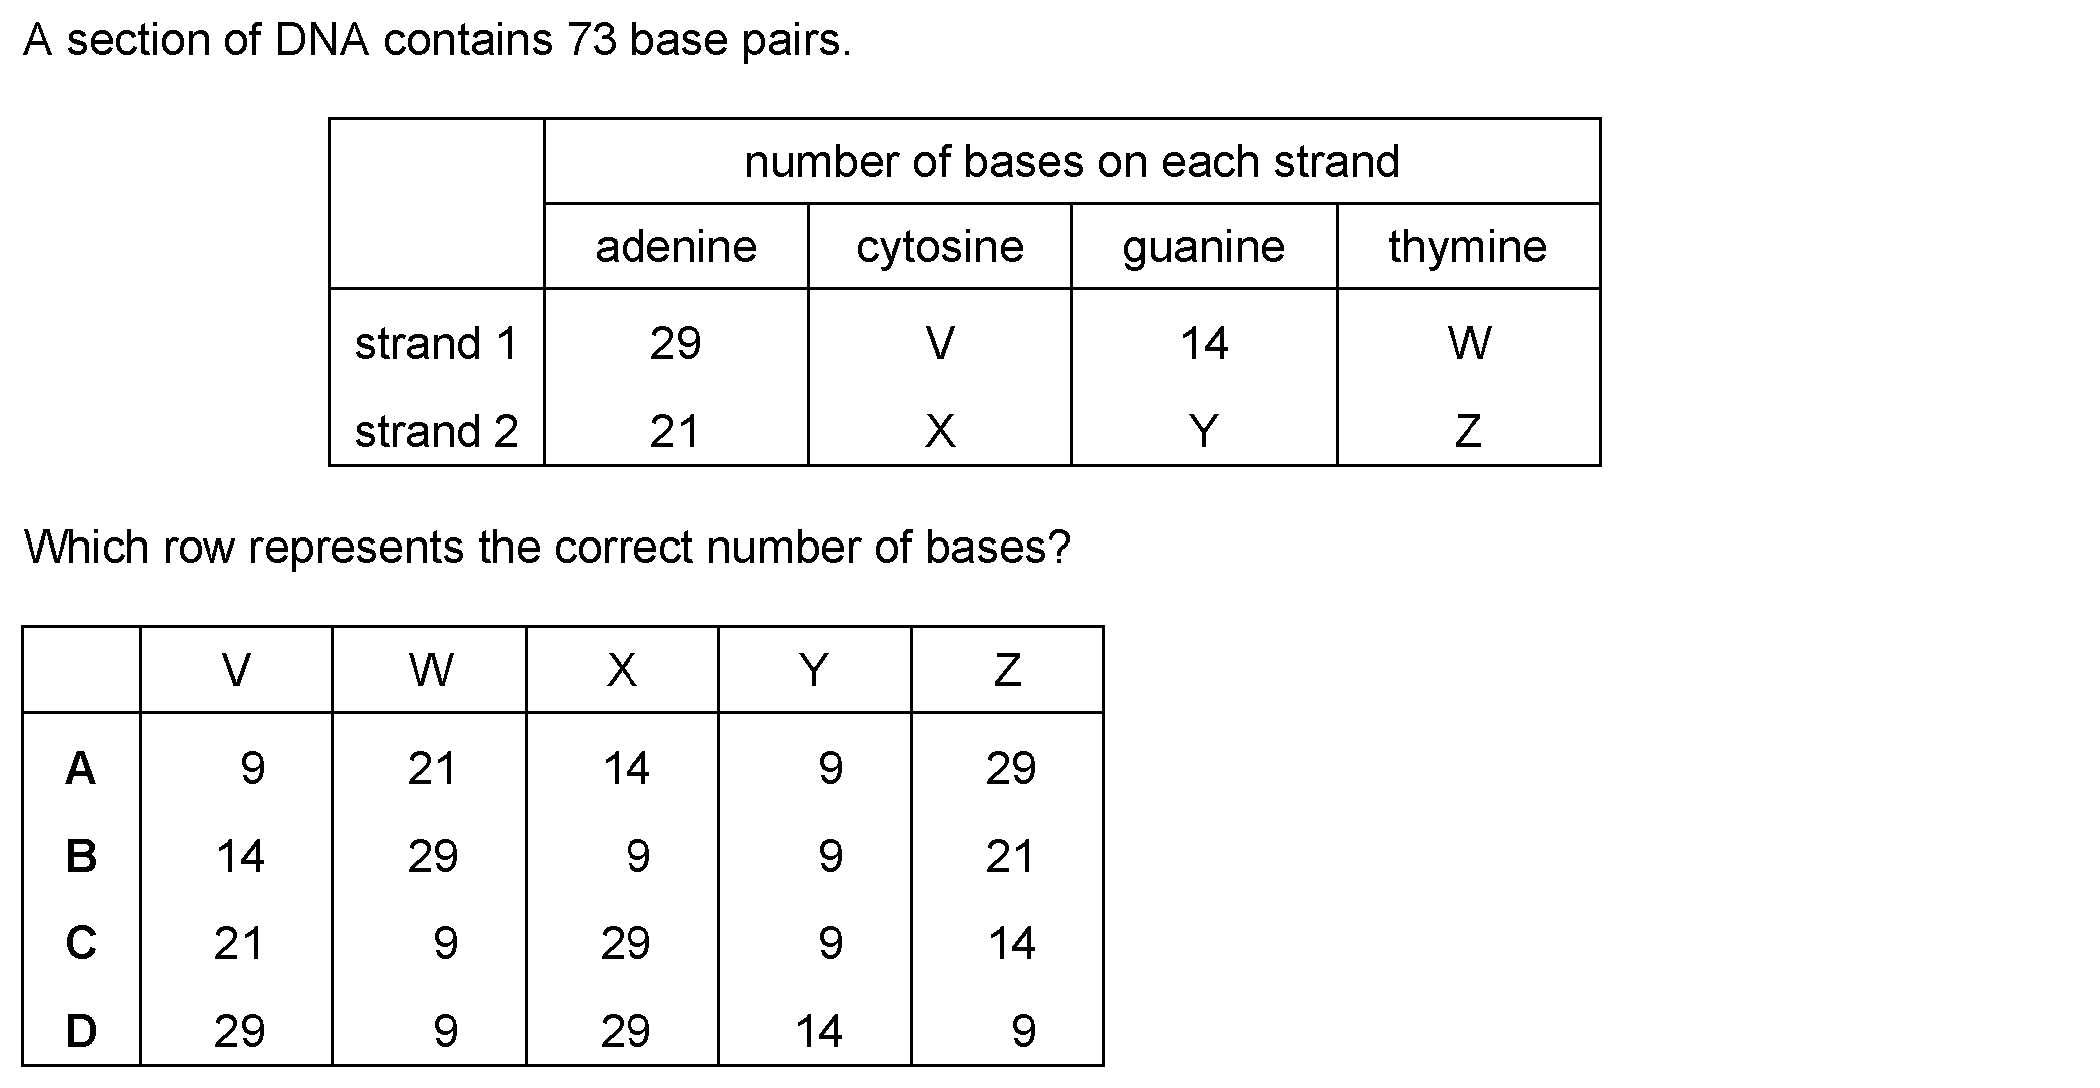 A section of DNA contains 73 base pairs.
number of bases on each strand
adenine cytosine guanine thymine
strand 1 29 V 14 W
strand 2 21 X Y Z
Which row represents the correct number of bases?
V W X Y Z
A 9 21 14 9 29
B 14 29 9 9 21
C 21 9 29 9 14
D 29 9 29 14 9